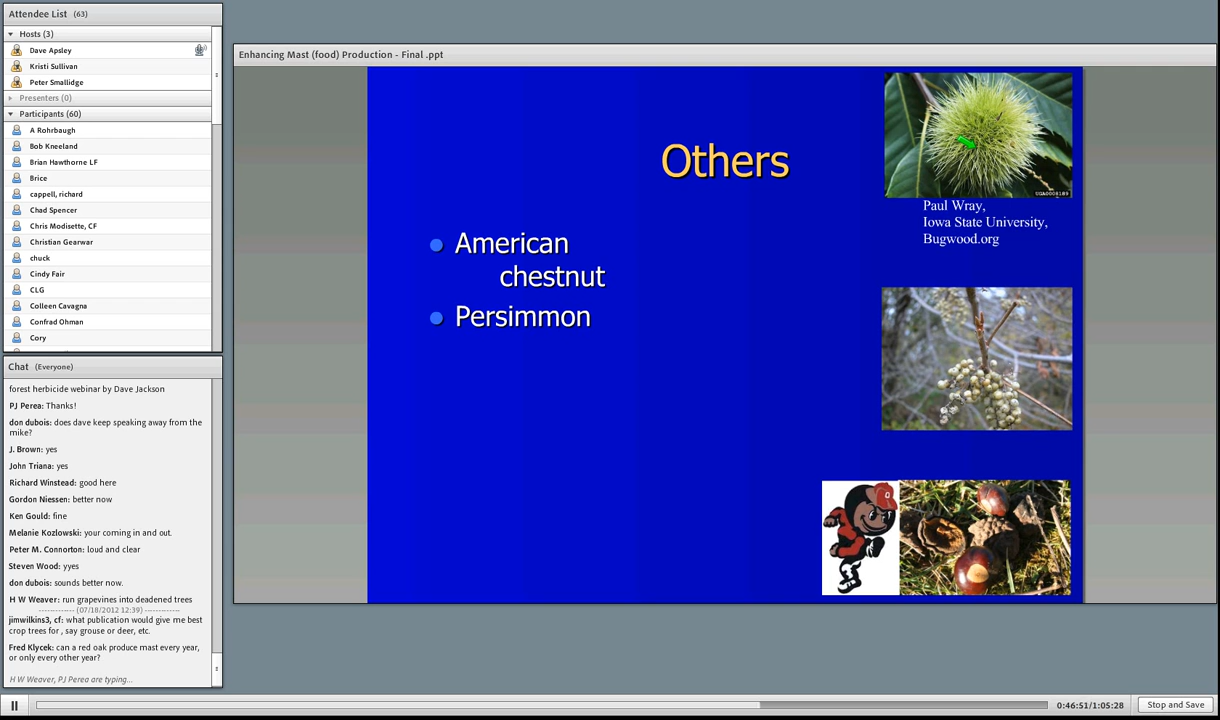 Attendee List (63)
Hosts (3)
Dave Apsley
Kristi Sullivan
Peter Smallidge
Presenters (0)
Participants (60)
A Rohrbaugh
Bob Kneeland
Brian Hawthorne LF
Brice
cappell, richard
Chad Spencer
Chris Modisette, CF
Christian Gearwar
chuck
Cindy Fair
CLG
Colleen Cavagna
Confrad Ohman
Cory
Chat (Everyone)
forest herbicide webinar by Dave Jackson
PJ Perea: Thanks!
don dubois: does dave keep speaking away from the
mike?
J. Brown: yes
John Triana: yes
Richard Winstead: good here
Gordon Niessen: better now
Ken Gould: fine
Melanie Kozlowski: your coming in and out.
Peter M. Connorton: loud and clear
Steven Wood: yyes
don dubois: sounds better now.
H W Weaver: run grapevines into deadened trees
------------- (07/18/2012 12:39) -------------
jimwilkins3, cf: what publication would give me best
crop trees for , say grouse or deer, etc.
Fred Klycek: can a red oak produce mast every year,
or only every other year?
H W Weaver, PJ Perea are typing...
Enhancing Mast (food) Production - Final .ppt
Others
American
chestnut
Persimmon
UGA0008189
Paul Wray,
Iowa State University,
Bugwood.org
0:46:51/1:05:28
Stop and Save